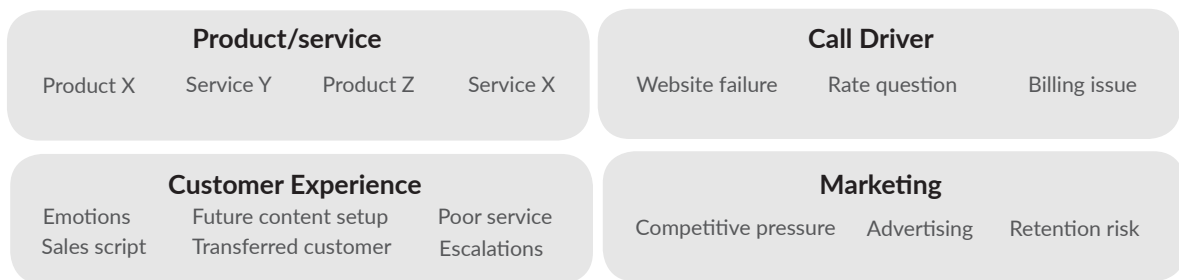 Product/service
Product X Service Y Product Z Service X
Call Driver
Website failure Rate question Billing issue
Customer Experience
Emotions Future content setup Poor service
Sales script Transferred customer Escalations
Marketing
Competitive pressure Advertising Retention risk